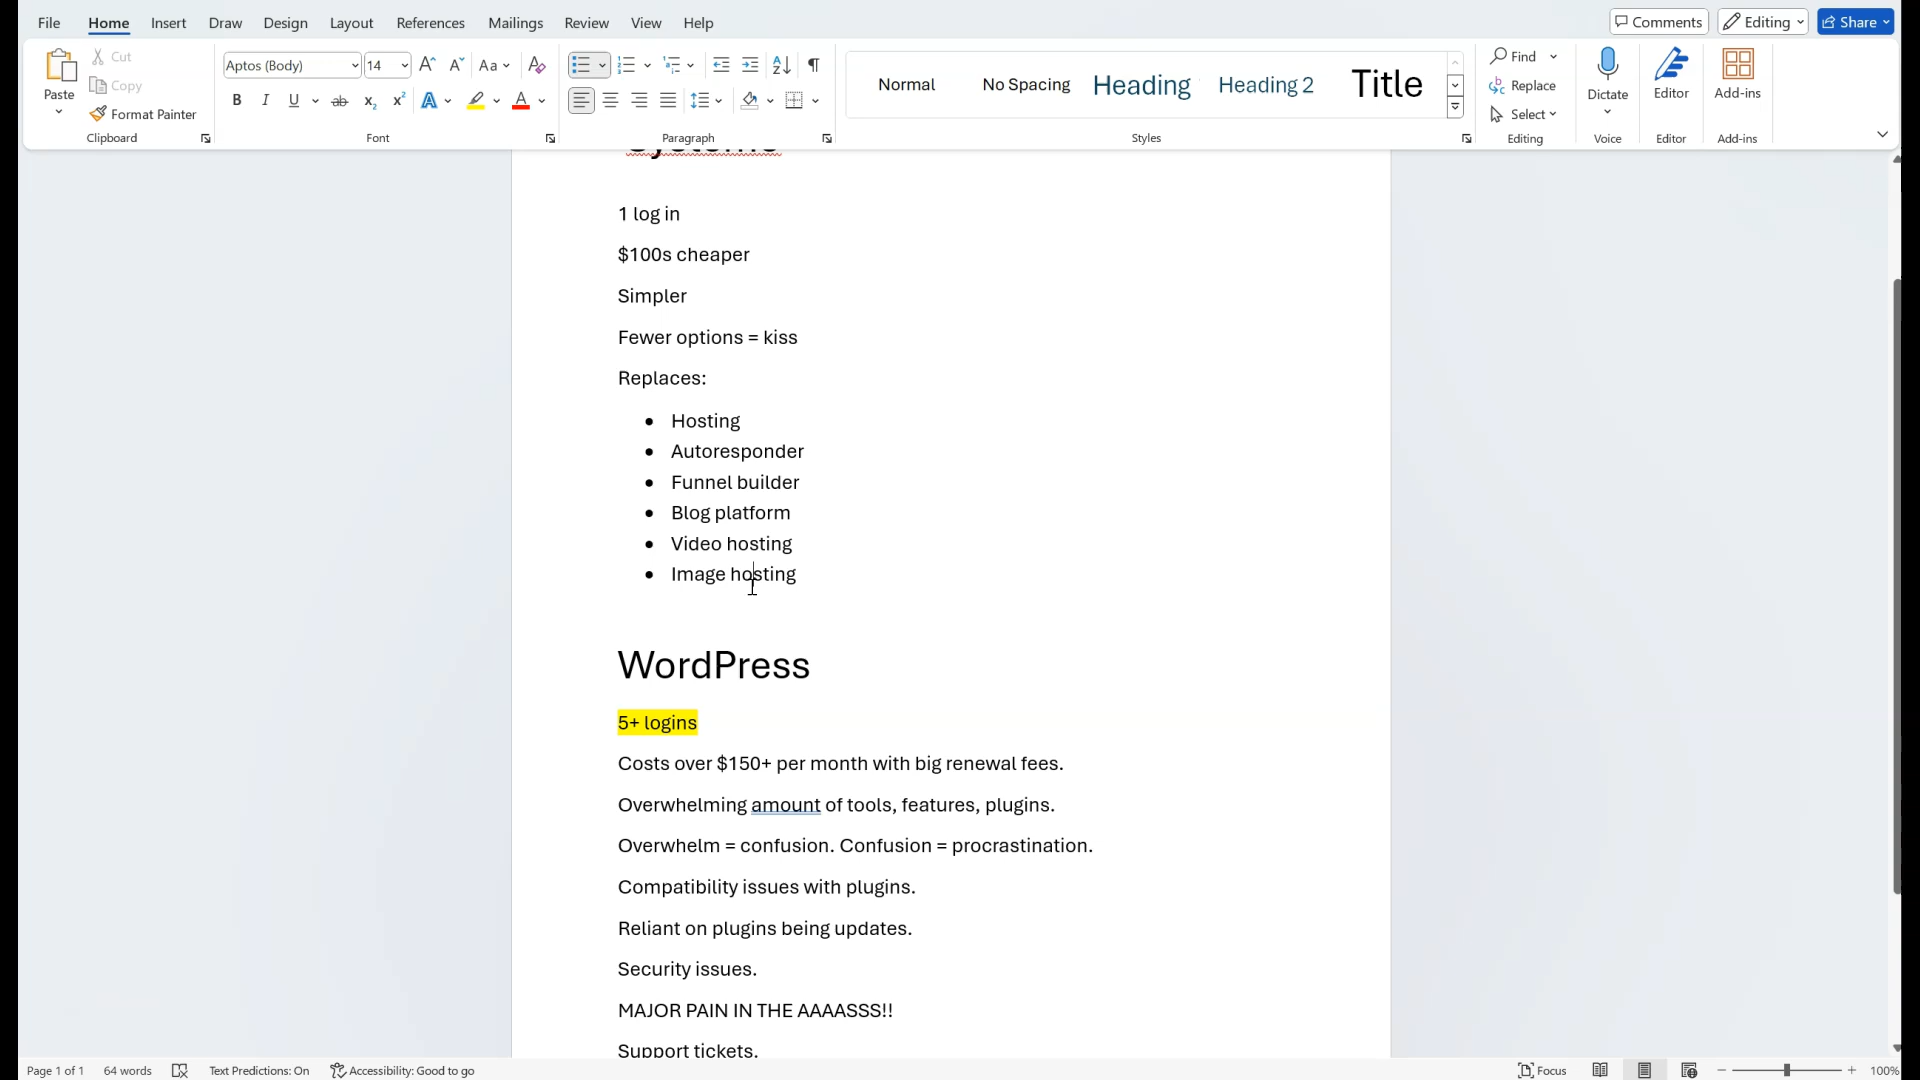 File Home Insert Draw Design Layout References Mailings Review View Help Comments Editing Share
Paste Cut Copy Format Painter
Aptos (Body) 14
Normal No Spacing Heading Heading 2 Title
Find Replace Select
Dictate Editor Add-ins
Clipboard Font Paragraph Styles Editing Voice Editor Add-ins
1 log in
$100s cheaper
Simpler
Fewer options = kiss
Replaces:
• Hosting
• Autoresponder
• Funnel builder
• Blog platform
• Video hosting
• Image hosting
WordPress
5+ logins
Costs over $150+ per month with big renewal fees.
Overwhelming amount of tools, features, plugins.
Overwhelm = confusion. Confusion = procrastination.
Compatibility issues with plugins.
Reliant on plugins being updates.
Security issues.
MAJOR PAIN IN THE AAAASSS!!
Support tickets.
Page 1 of 1 64 words Text Predictions: On Accessibility: Good to go Focus 100%